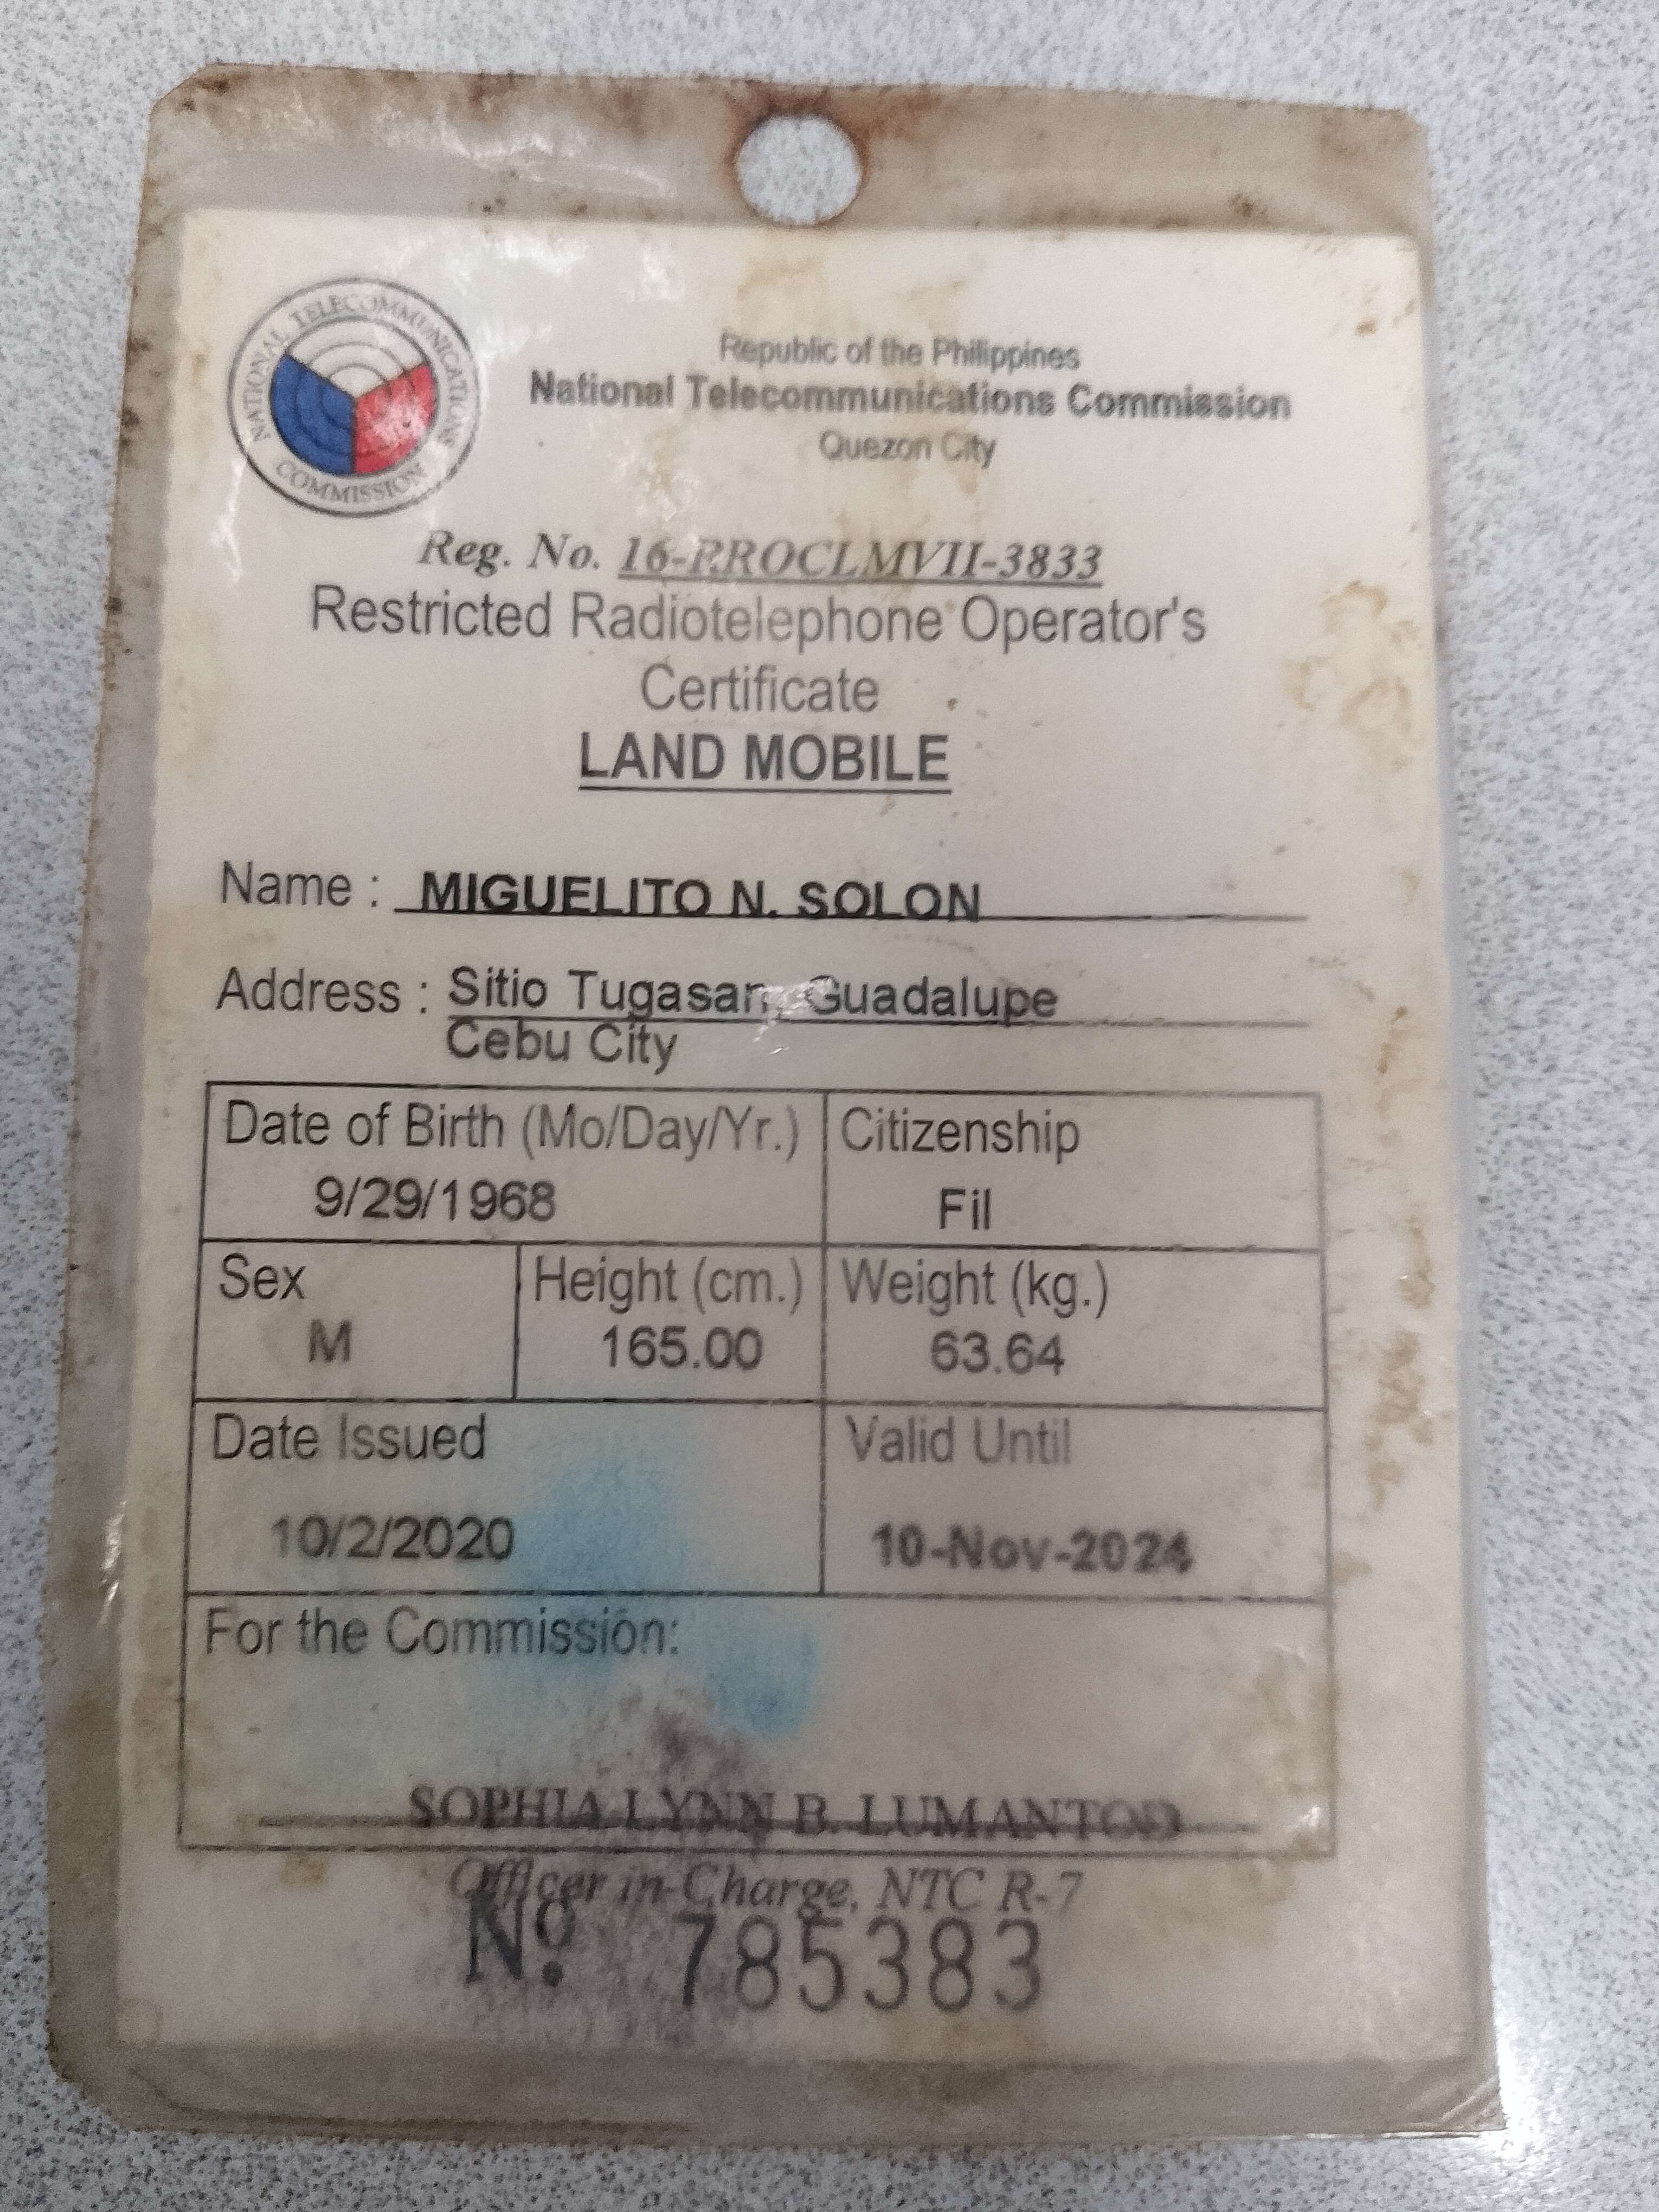 NATIONAL TELECOMMUNICATIONS COMMISSION
Republic of the Philippines
National Telecommunications Commission
Quezon City
Reg. No. 16-RROCLMVII-3833
Restricted Radiotelephone Operator's
Certificate
LAND MOBILE
Name : MIGUELITO N. SOLON
Address : Sitio Tugasan, Guadalupe
Cebu City
Date of Birth (Mo/Day/Yr.) Citizenship
9/29/1968 Fil
Sex Height (cm.) Weight (kg.)
M 165.00 63.64
Date Issued Valid Until
10/2/2020 10-Nov-2024
For the Commission:
SOPHIA LYNN B. LUMANTOD
Officer in-Charge, NTC R-7
Nº 785383